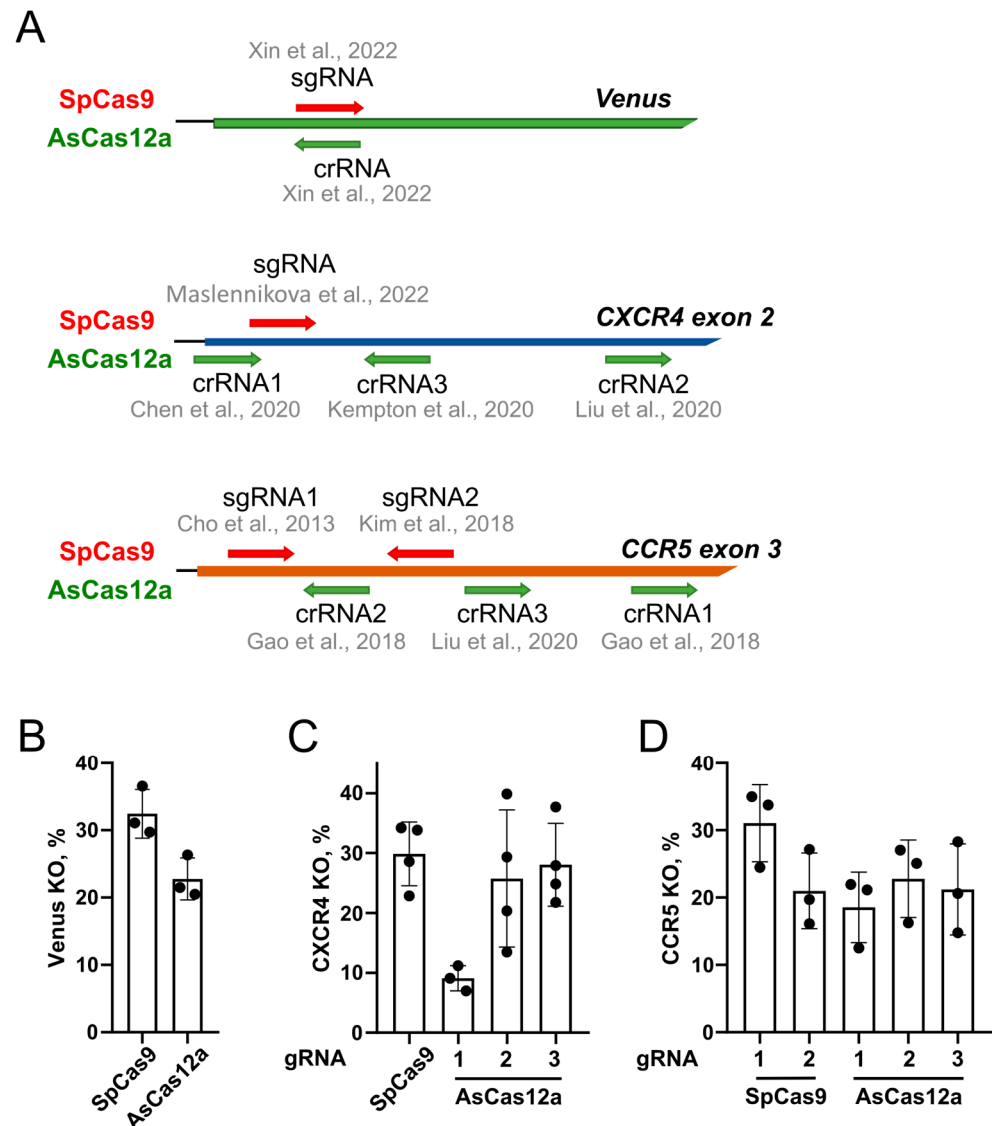 A
Xin et al., 2022
sgRNA
SpCas9
Venus
AsCas12a
crRNA
Xin et al., 2022
sgRNA
Maslennikova et al., 2022
SpCas9
CXCR4 exon 2
AsCas12a
crRNA1 crRNA3 crRNA2
Chen et al., 2020 Kempton et al., 2020 Liu et al., 2020
sgRNA1 sgRNA2
Cho et al., 2013 Kim et al., 2018
SpCas9
CCR5 exon 3
AsCas12a
crRNA2 crRNA3 crRNA1
Gao et al., 2018 Liu et al., 2020 Gao et al., 2018
B
Venus KO, %
40
30
20
10
0
SpCas9
AsCas12a
C
CXCR4 KO, %
40
30
20
10
0
gRNA
SpCas9
1 2 3
AsCas12a
D
CCR5 KO, %
40
30
20
10
0
gRNA 1 2 1 2 3
SpCas9 AsCas12a